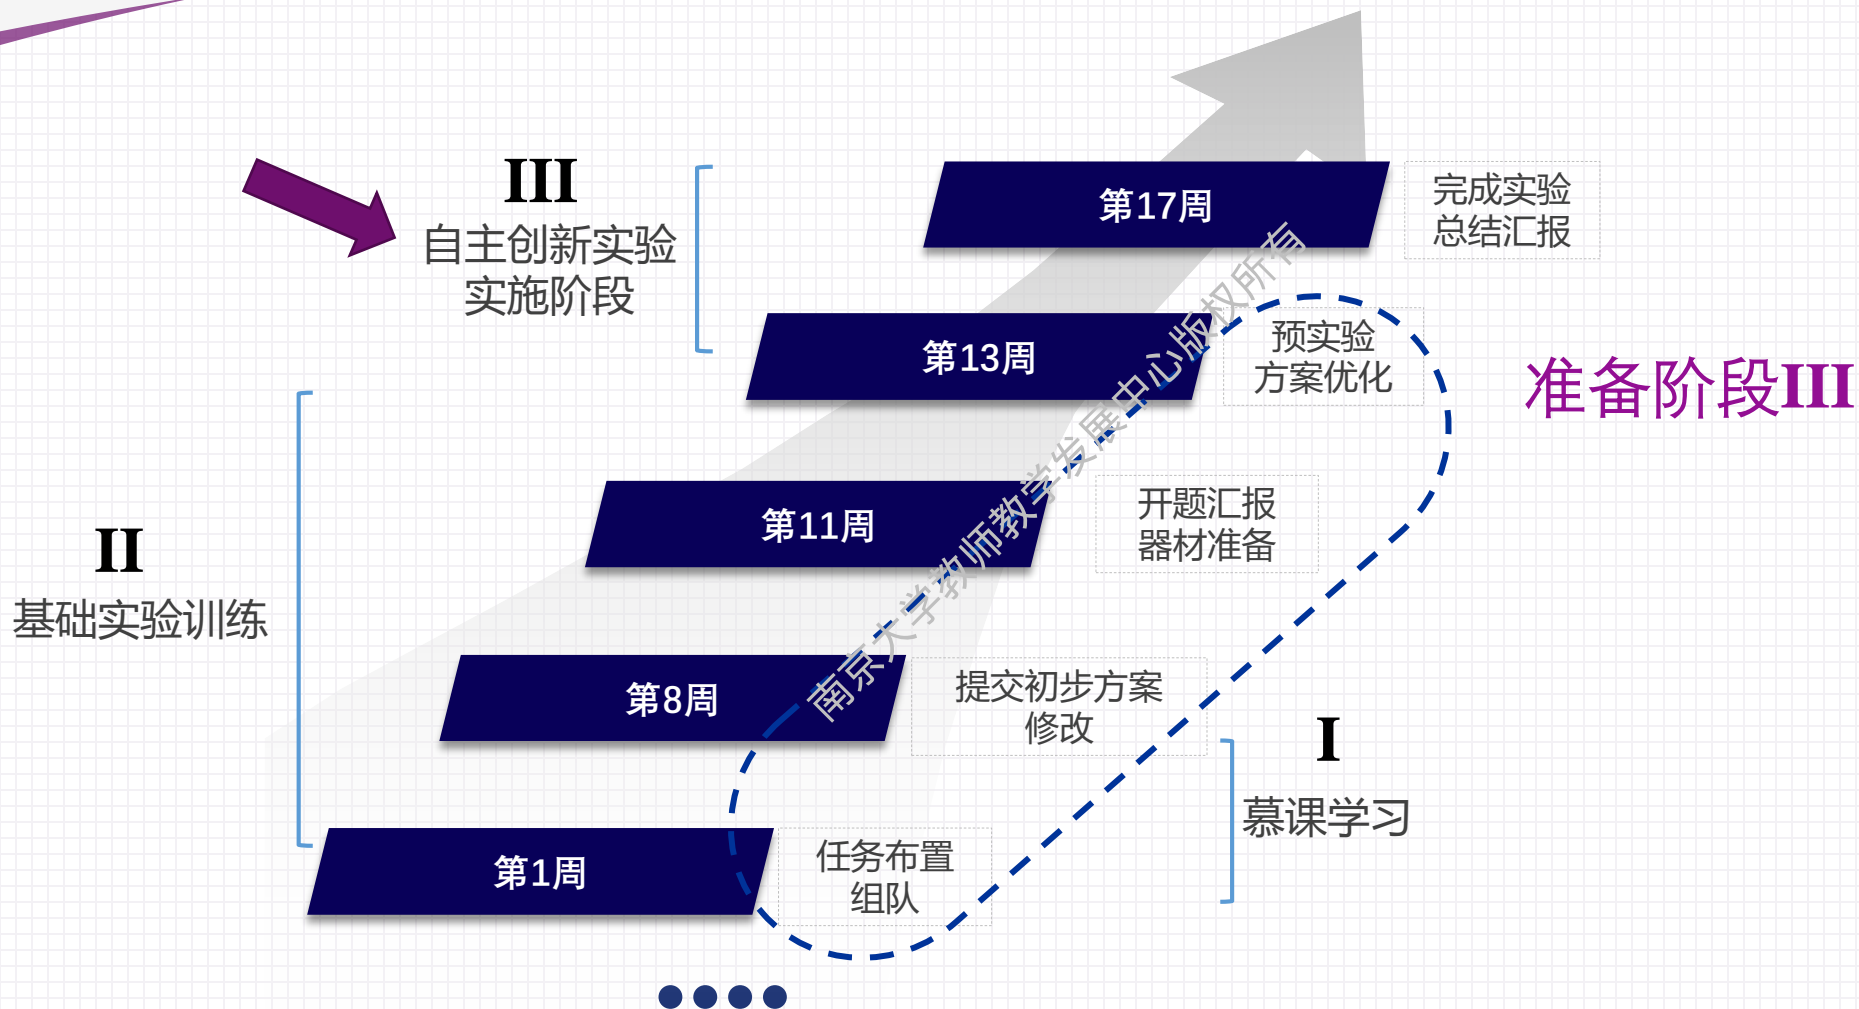 III
自主创新实验
实施阶段
第17周
完成实验
总结汇报
第13周
预实验
方案优化
准备阶段III
第11周
开题汇报
器材准备
II
基础实验训练
第8周
提交初步方案
修改
I
慕课学习
第1周
任务布置
组队
南京大学教师教学发展中心版权所有